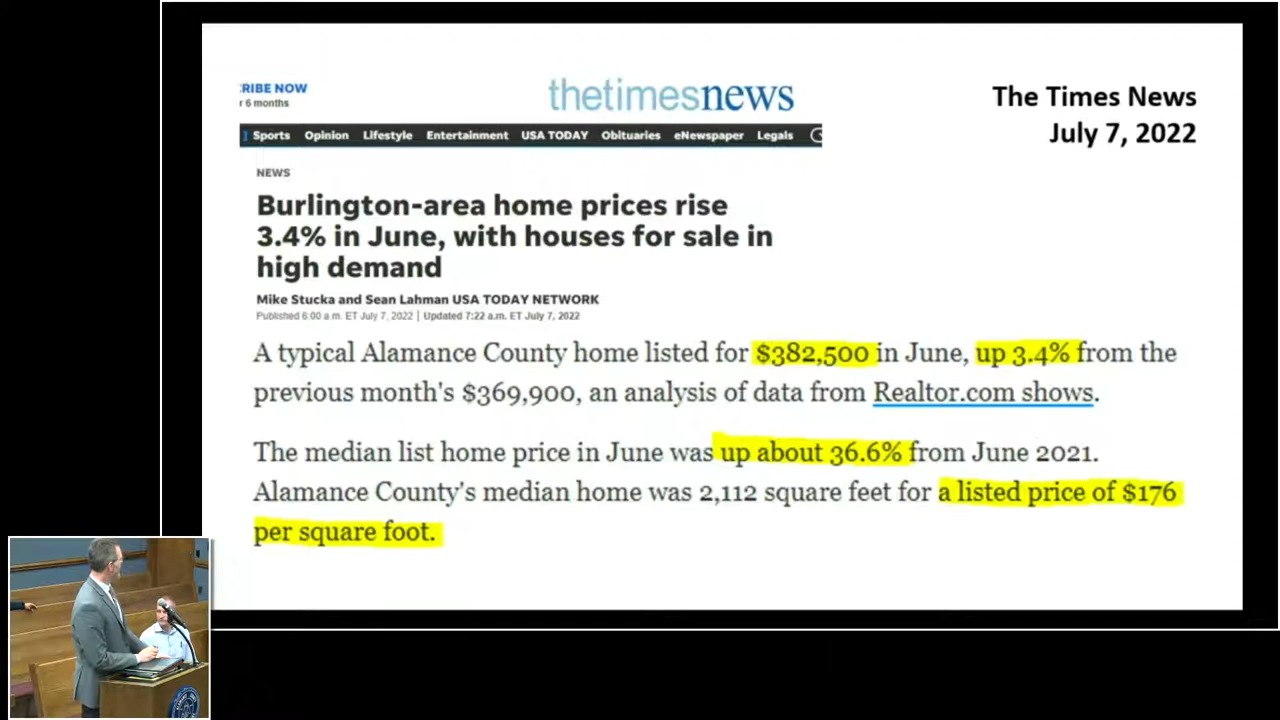 :RIBE NOW
r 6 months
thetimesnews
The Times News
July 7, 2022
Sports Opinion Lifestyle Entertainment USA TODAY Obituaries eNewspaper Legals
NEWS
Burlington-area home prices rise
3.4% in June, with houses for sale in
high demand
Mike Stucka and Sean Lahman USA TODAY NETWORK
Published 6:00 a.m. ET July 7, 2022 | Updated 7:22 a.m. ET July 7, 2022
A typical Alamance County home listed for $382,500 in June, up 3.4% from the
previous month's $369,900, an analysis of data from Realtor.com shows.
The median list home price in June was up about 36.6% from June 2021.
Alamance County's median home was 2,112 square feet for a listed price of $176
per square foot.